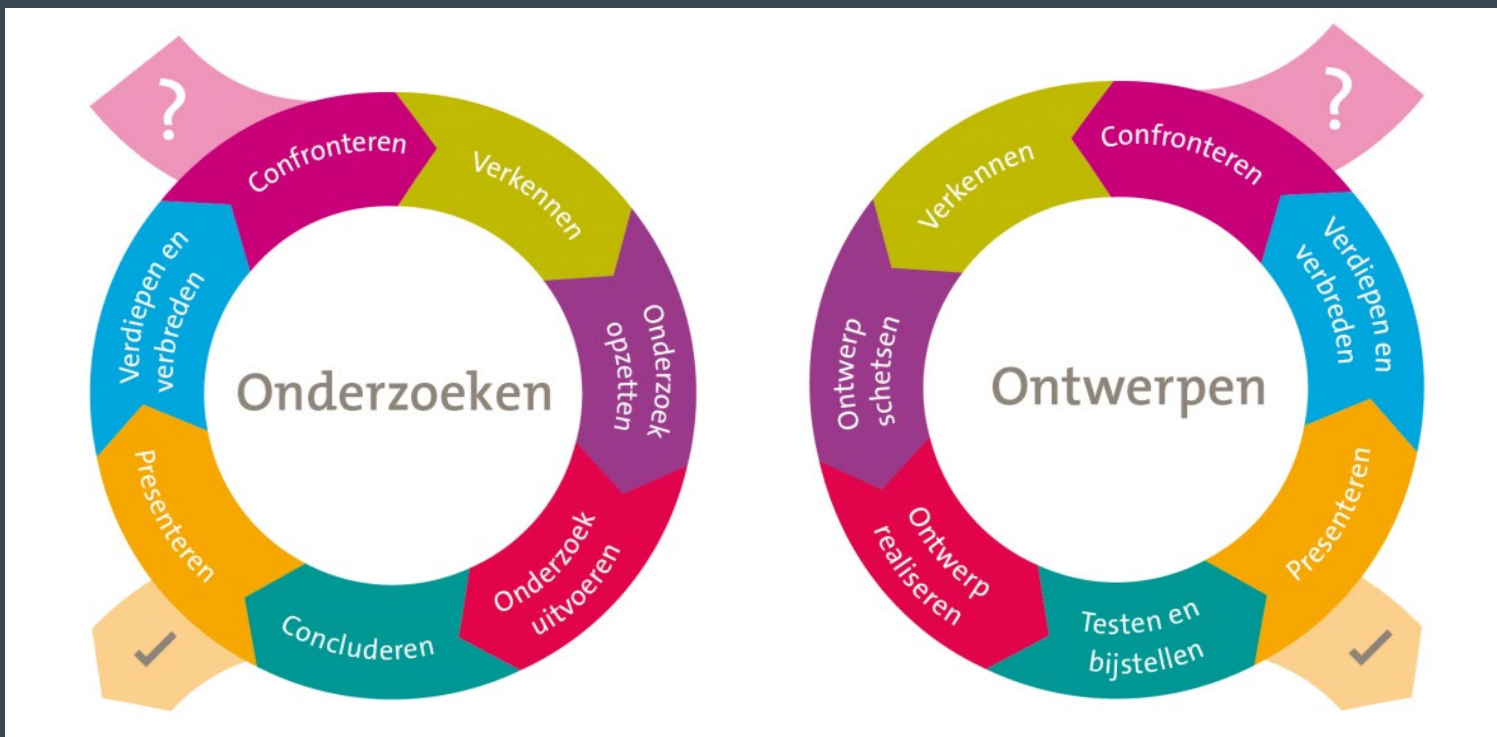 ?
Confronteren
Verkennen
Onderzoek
opzetten
Onderzoek
uitvoeren
Concluderen
Presenteren
Verdiepen en
verbreden
Onderzoeken
?
Confronteren
Verkennen
Ontwerp
schetsen
Ontwerp
realiseren
Testen en
bijstellen
Presenteren
Verdiepen en
verbreden
Ontwerpen